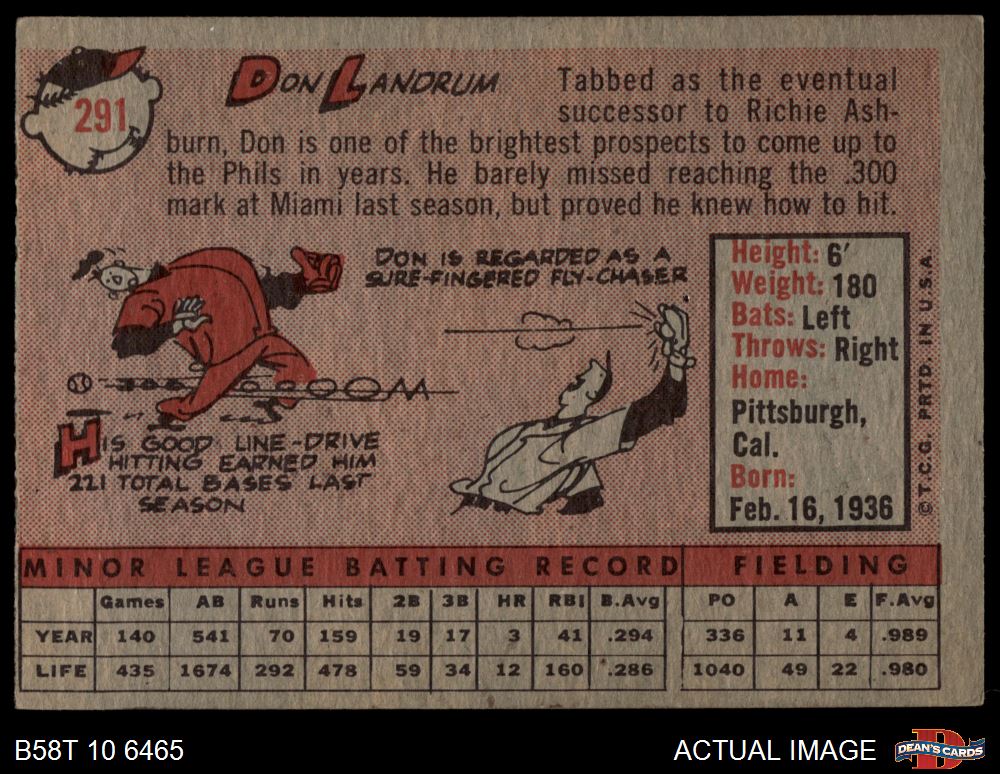 291
DON LANDRUM
Tabbed as the eventual
successor to Richie Ash-
burn, Don is one of the brightest prospects to come up to
the Phils in years. He barely missed reaching the .300
mark at Miami last season, but proved he knew how to hit.
DON IS REGARDED AS A
SURE-FINGERED FLY-CHASER
HIS GOOD LINE-DRIVE
HITTING EARNED HIM
221 TOTAL BASES LAST
SEASON
Height: 6'
Weight: 180
Bats: Left
Throws: Right
Home:
Pittsburgh,
Cal.
Born:
Feb. 16, 1936
© T.C.G. PRTD. IN U.S.A.
MINOR LEAGUE BATTING RECORD FIELDING
Games AB Runs Hits 2B 3B HR RBI B.Avg PO A E F.Avg
YEAR 140 541 70 159 19 17 3 41 .294 336 11 4 .989
LIFE 435 1674 292 478 59 34 12 160 .286 1040 49 22 .980
B58T 10 6465
ACTUAL IMAGE
D
DEAN'S CARDS